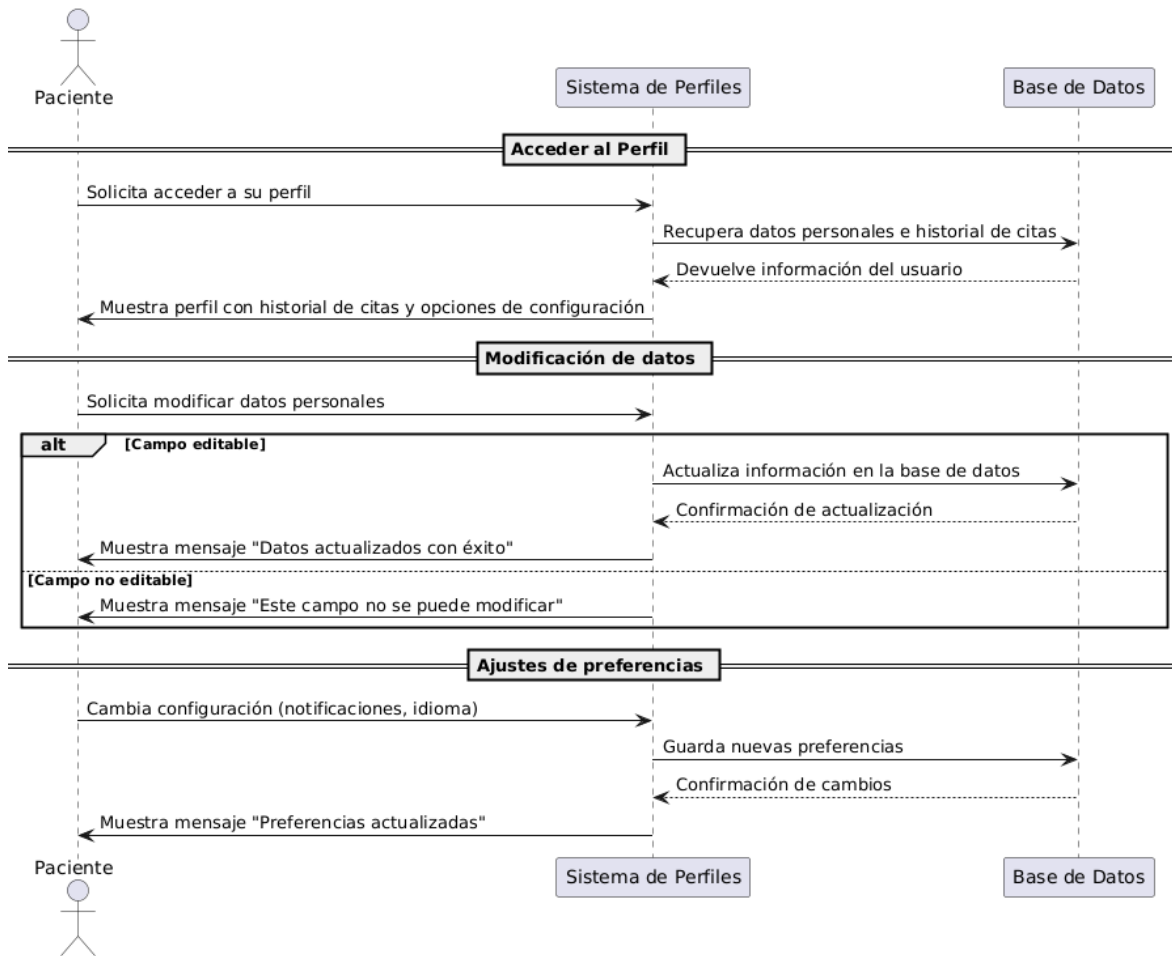 Paciente
Sistema de Perfiles
Base de Datos
Acceder al Perfil
Solicita acceder a su perfil
Recupera datos personales e historial de citas
Devuelve información del usuario
Muestra perfil con historial de citas y opciones de configuración
Modificación de datos
Solicita modificar datos personales
alt [Campo editable]
Actualiza información en la base de datos
Confirmación de actualización
Muestra mensaje "Datos actualizados con éxito"
[Campo no editable]
Muestra mensaje "Este campo no se puede modificar"
Ajustes de preferencias
Cambia configuración (notificaciones, idioma)
Guarda nuevas preferencias
Confirmación de cambios
Muestra mensaje "Preferencias actualizadas"
Paciente
Sistema de Perfiles
Base de Datos